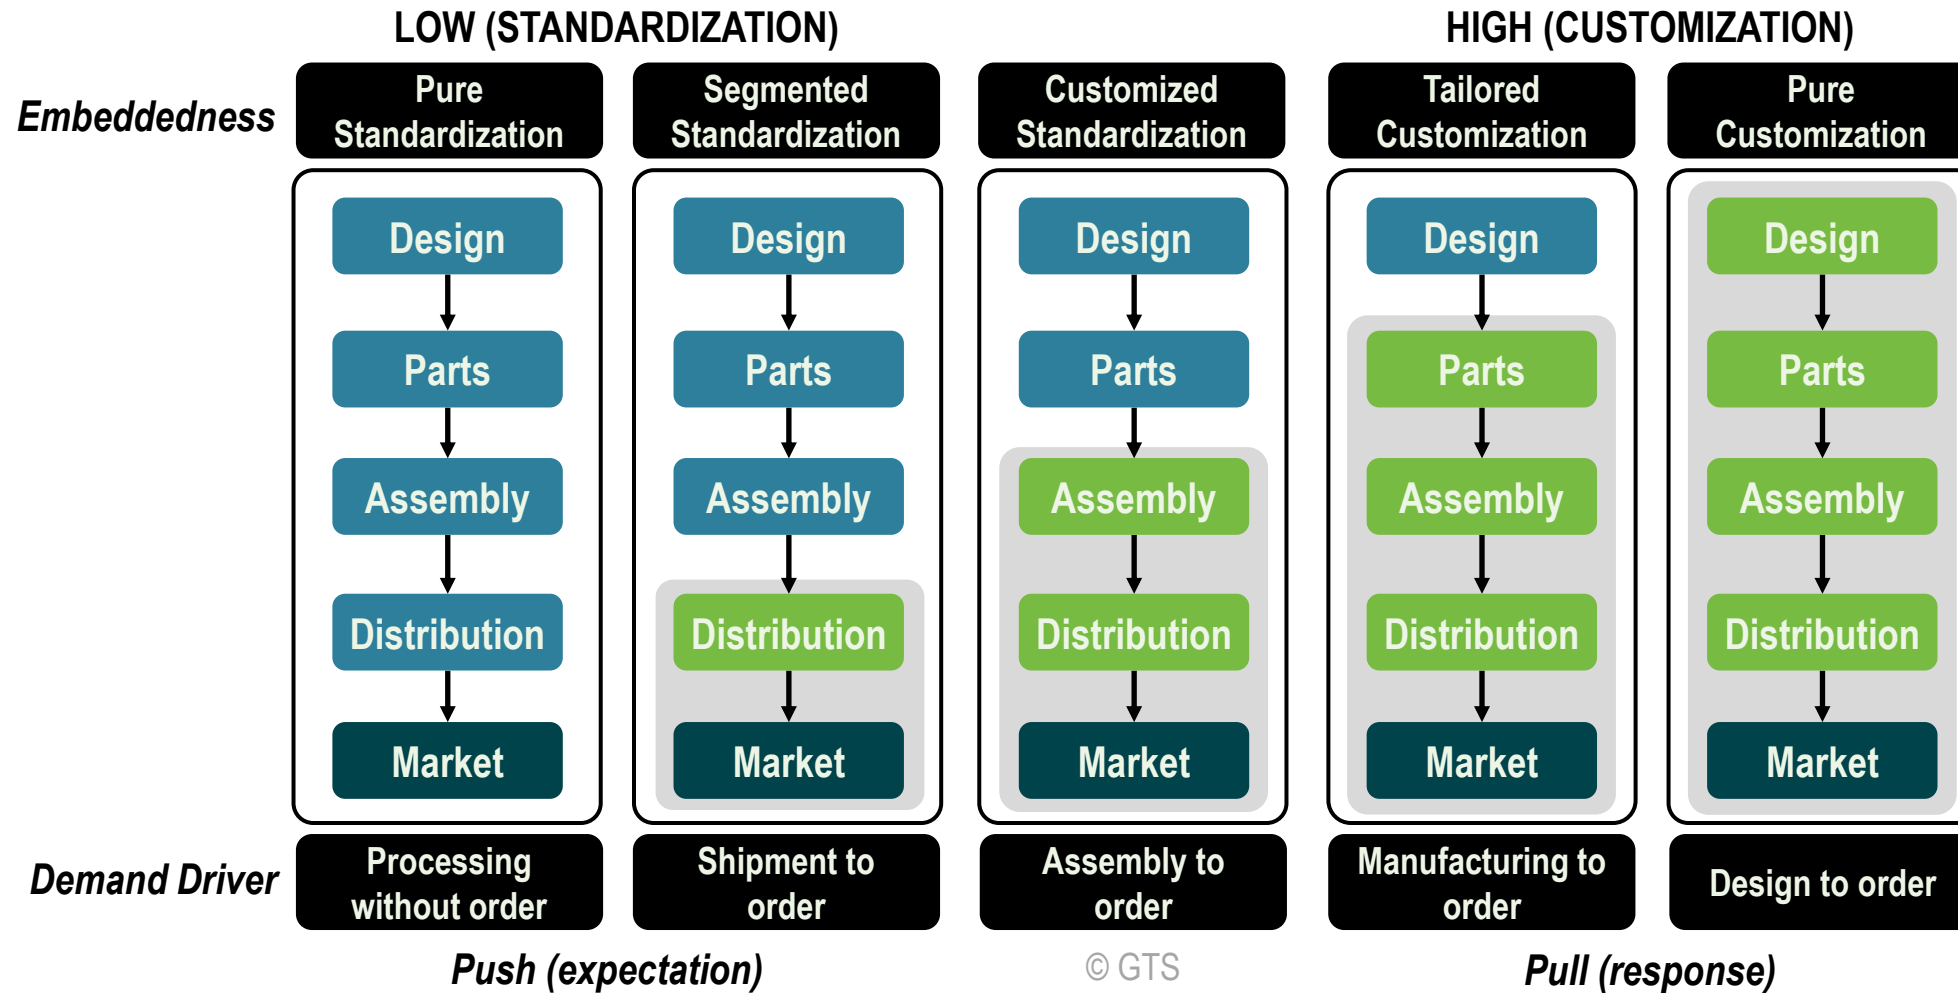 LOW (STANDARDIZATION)
HIGH (CUSTOMIZATION)
Embeddedness
Pure
Standardization
Segmented
Standardization
Customized
Standardization
Tailored
Customization
Pure
Customization
Design
Design
Design
Design
Design
Parts
Parts
Parts
Parts
Parts
Assembly
Assembly
Assembly
Assembly
Assembly
Distribution
Distribution
Distribution
Distribution
Distribution
Market
Market
Market
Market
Market
Demand Driver
Processing
without order
Shipment to
order
Assembly to
order
Manufacturing to
order
Design to order
Push (expectation)
© GTS
Pull (response)